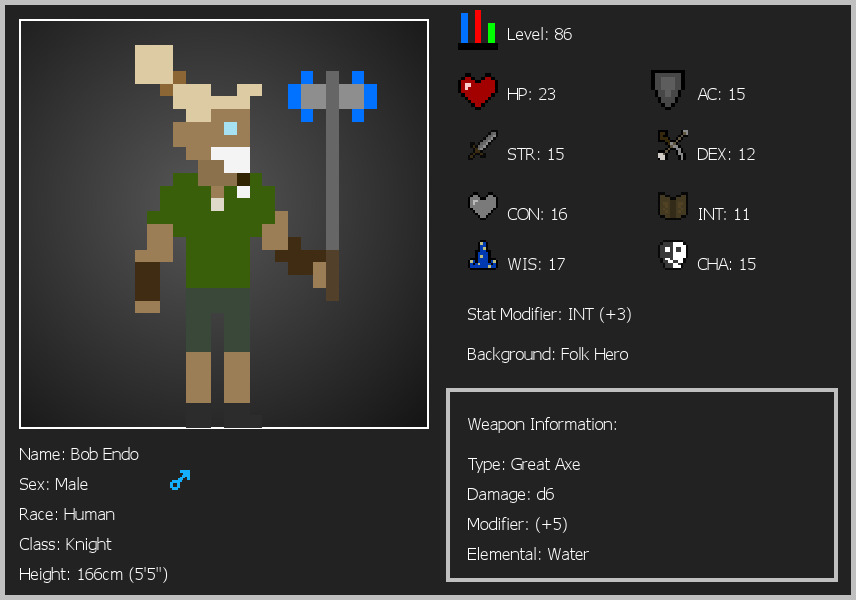 Level: 86
HP: 23
AC: 15
STR: 15
DEX: 12
CON: 16
INT: 11
WIS: 17
CHA: 15
Stat Modifier: INT (+3)
Background: Folk Hero
Weapon Information:
Type: Great Axe
Damage: d6
Modifier: (+5)
Elemental: Water
Name: Bob Endo
Sex: Male
Race: Human
Class: Knight
Height: 166cm (5'5")